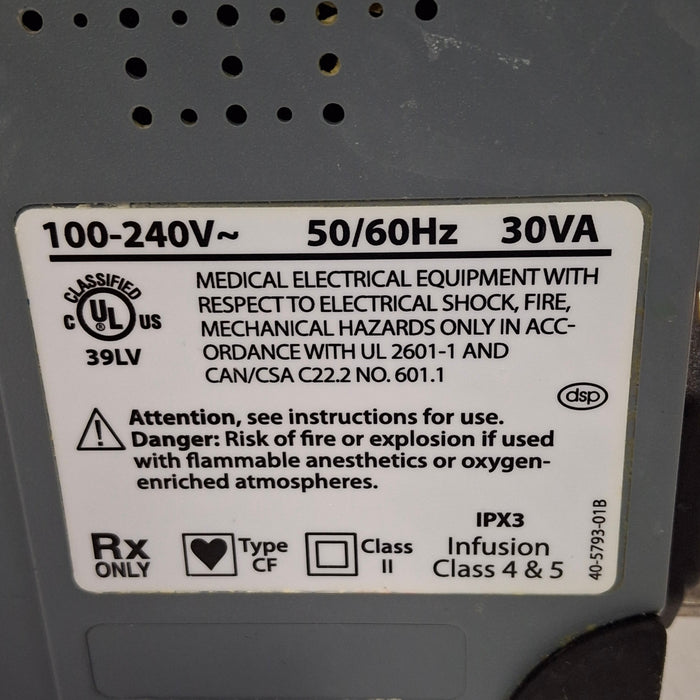 100-240V~ 50/60Hz 30VA
CLASSIFIED
C UL ® US
39LV
MEDICAL ELECTRICAL EQUIPMENT WITH
RESPECT TO ELECTRICAL SHOCK, FIRE,
MECHANICAL HAZARDS ONLY IN ACC-
ORDANCE WITH UL 2601-1 AND
CAN/CSA C22.2 NO. 601.1
dsp
Attention, see instructions for use.
Danger: Risk of fire or explosion if used
with flammable anesthetics or oxygen-
enriched atmospheres.
Rx
ONLY
Type
CF
Class
II
IPX3
Infusion
Class 4 & 5
40-5793-01B